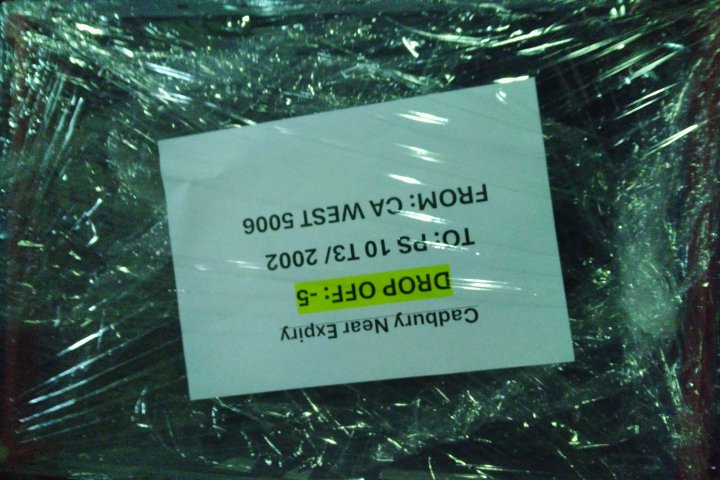 Cadbury Near Expiry
DROP OFF: -5
TO: PS 10 T3/ 2002
FROM: CA WEST 5006